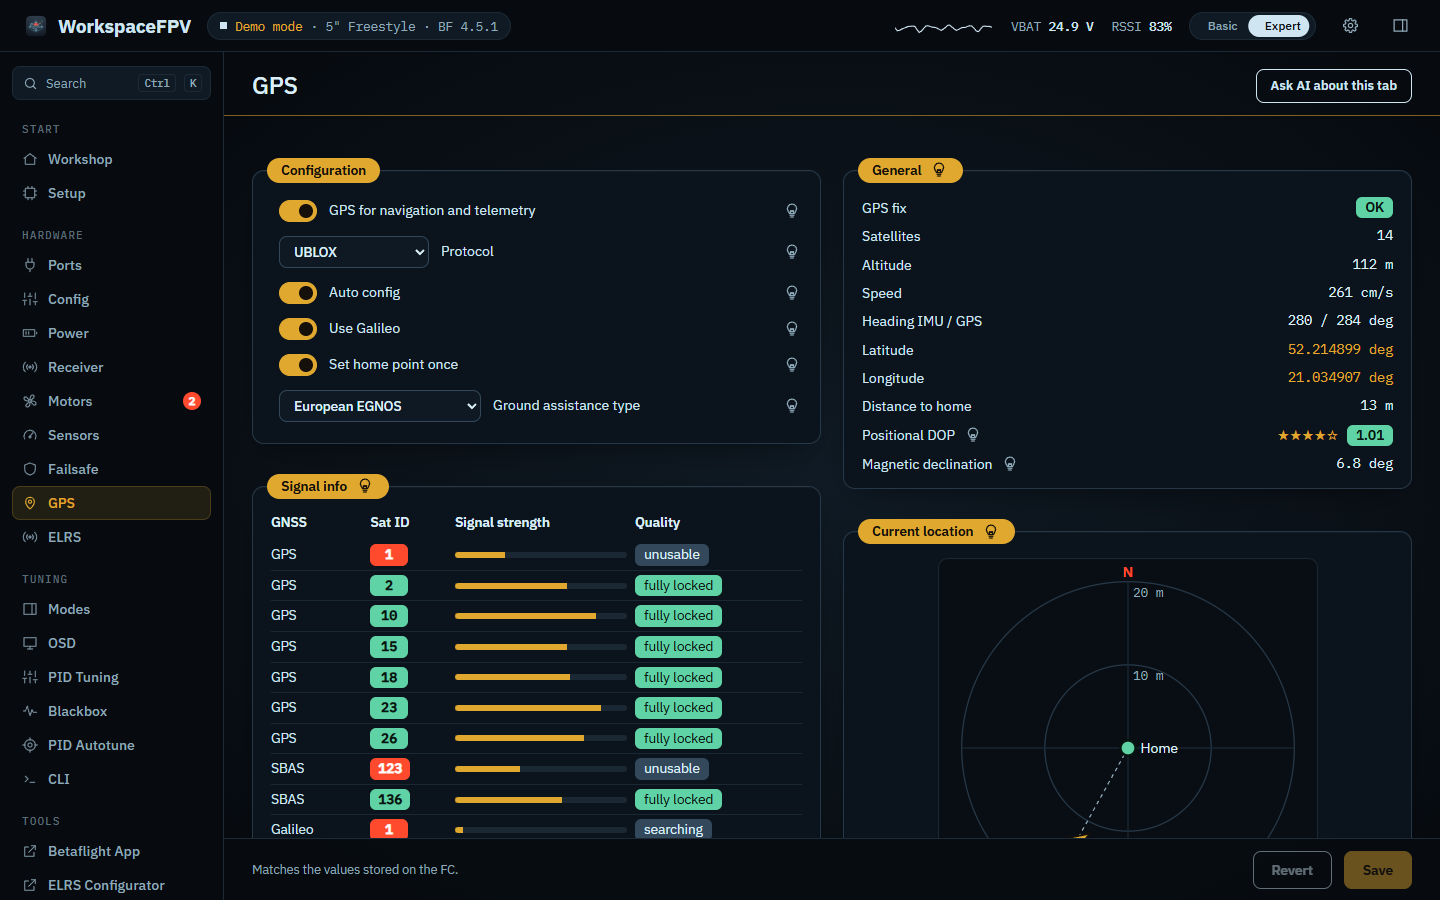 WorkspaceFPV
Demo mode · 5" Freestyle · BF 4.5.1
VBAT 24.9 V
RSSI 83%
Basic
Expert
Search
Ctrl
K
START
Workshop
Setup
HARDWARE
Ports
Config
Power
Receiver
Motors
2
Sensors
Failsafe
GPS
ELRS
TUNING
Modes
OSD
PID Tuning
Blackbox
PID Autotune
CLI
TOOLS
Betaflight App
ELRS Configurator
GPS
Ask AI about this tab
Configuration
GPS for navigation and telemetry
UBLOX
Protocol
Auto config
Use Galileo
Set home point once
European EGNOS
Ground assistance type
Signal info
GNSS Sat ID Signal strength Quality
GPS 1 unusable
GPS 2 fully locked
GPS 10 fully locked
GPS 15 fully locked
GPS 18 fully locked
GPS 23 fully locked
GPS 26 fully locked
SBAS 123 unusable
SBAS 136 fully locked
Galileo 1 searching
General
GPS fix OK
Satellites 14
Altitude 112 m
Speed 261 cm/s
Heading IMU / GPS 280 / 284 deg
Latitude 52.214899 deg
Longitude 21.034907 deg
Distance to home 13 m
Positional DOP ★★★★☆ 1.01
Magnetic declination 6.8 deg
Current location
N
20 m
10 m
Home
Matches the values stored on the FC.
Revert
Save